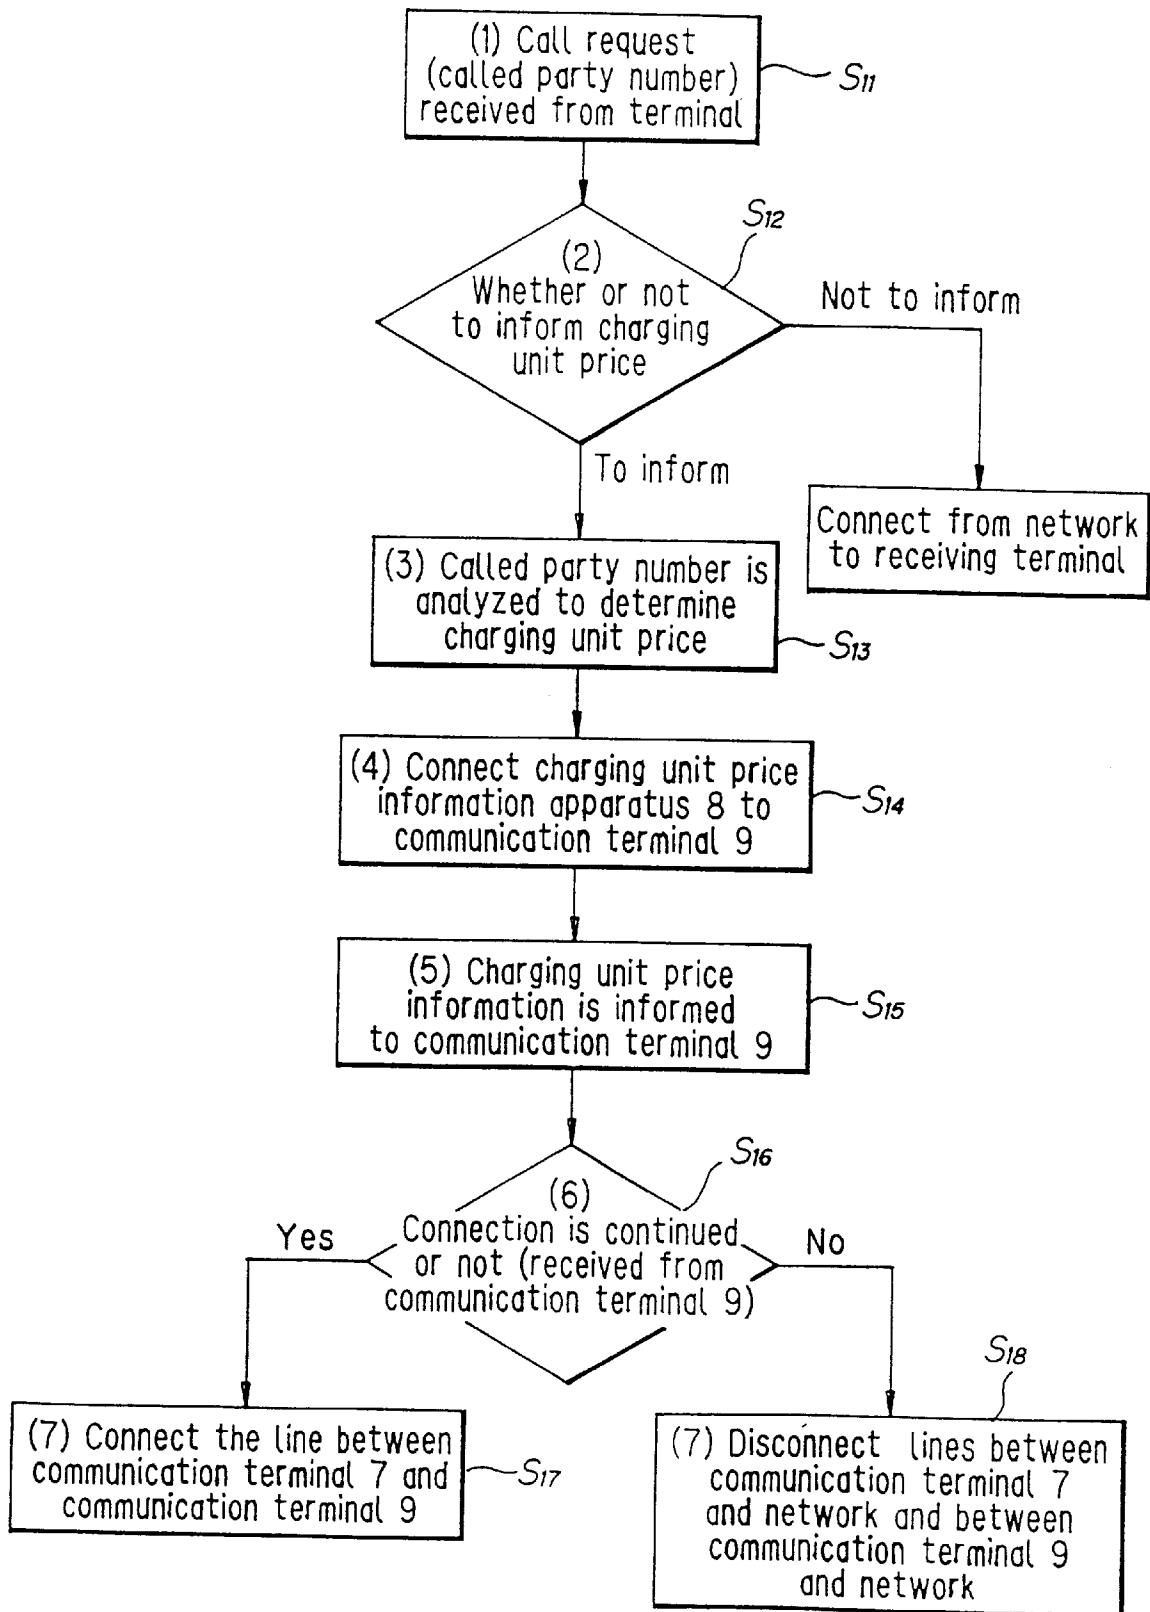 (1) Call request
(called party number)
received from terminal
S11
S12
(2)
Whether or not
to inform charging
unit price
Not to inform
To inform
Connect from network
to receiving terminal
(3) Called party number is
analyzed to determine
charging unit price
S13
(4) Connect charging unit price
information apparatus 8 to
communication terminal 9
S14
(5) Charging unit price
information is informed
to communication terminal 9
S15
S16
(6)
Connection is continued
or not (received from
communication terminal 9)
Yes
No
S18
(7) Connect the line between
communication terminal 7 and
communication terminal 9
S17
(7) Disconnect lines between
communication terminal 7
and network and between
communication terminal 9
and network